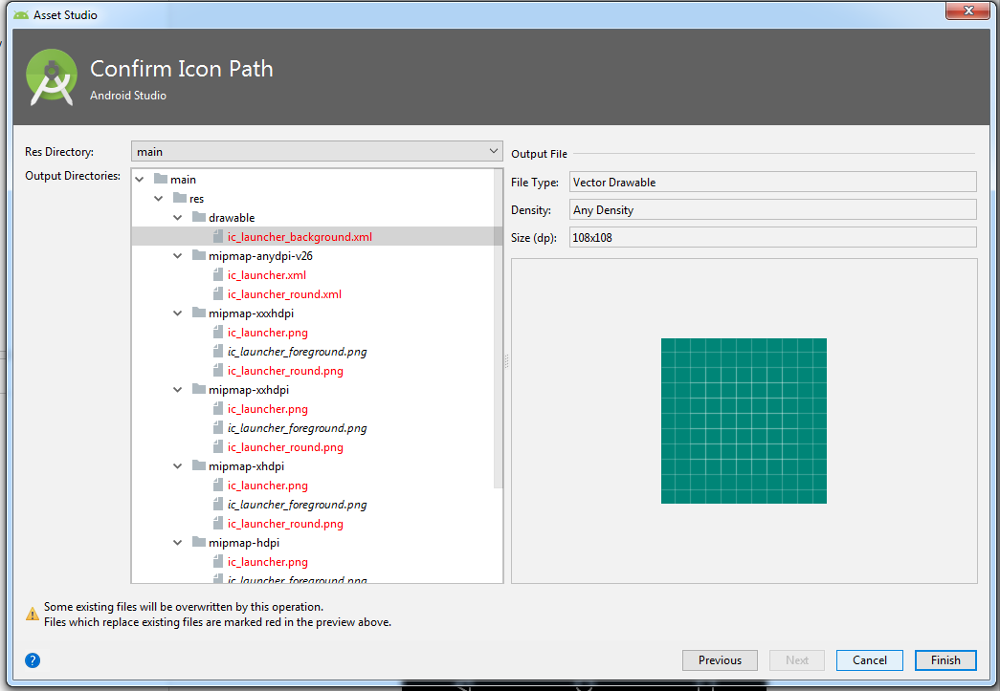 Asset Studio
Confirm Icon Path
Android Studio
Res Directory:
main
Output Directories:
main
res
drawable
ic_launcher_background.xml
mipmap-anydpi-v26
ic_launcher.xml
ic_launcher_round.xml
mipmap-xxxhdpi
ic_launcher.png
ic_launcher_foreground.png
ic_launcher_round.png
mipmap-xxhdpi
ic_launcher.png
ic_launcher_foreground.png
ic_launcher_round.png
mipmap-xhdpi
ic_launcher.png
ic_launcher_foreground.png
ic_launcher_round.png
mipmap-hdpi
ic_launcher.png
ic_launcher_foreground.png
Output File
File Type:
Vector Drawable
Density:
Any Density
Size (dp):
108x108
Some existing files will be overwritten by this operation.
Files which replace existing files are marked red in the preview above.
?
Previous
Next
Cancel
Finish